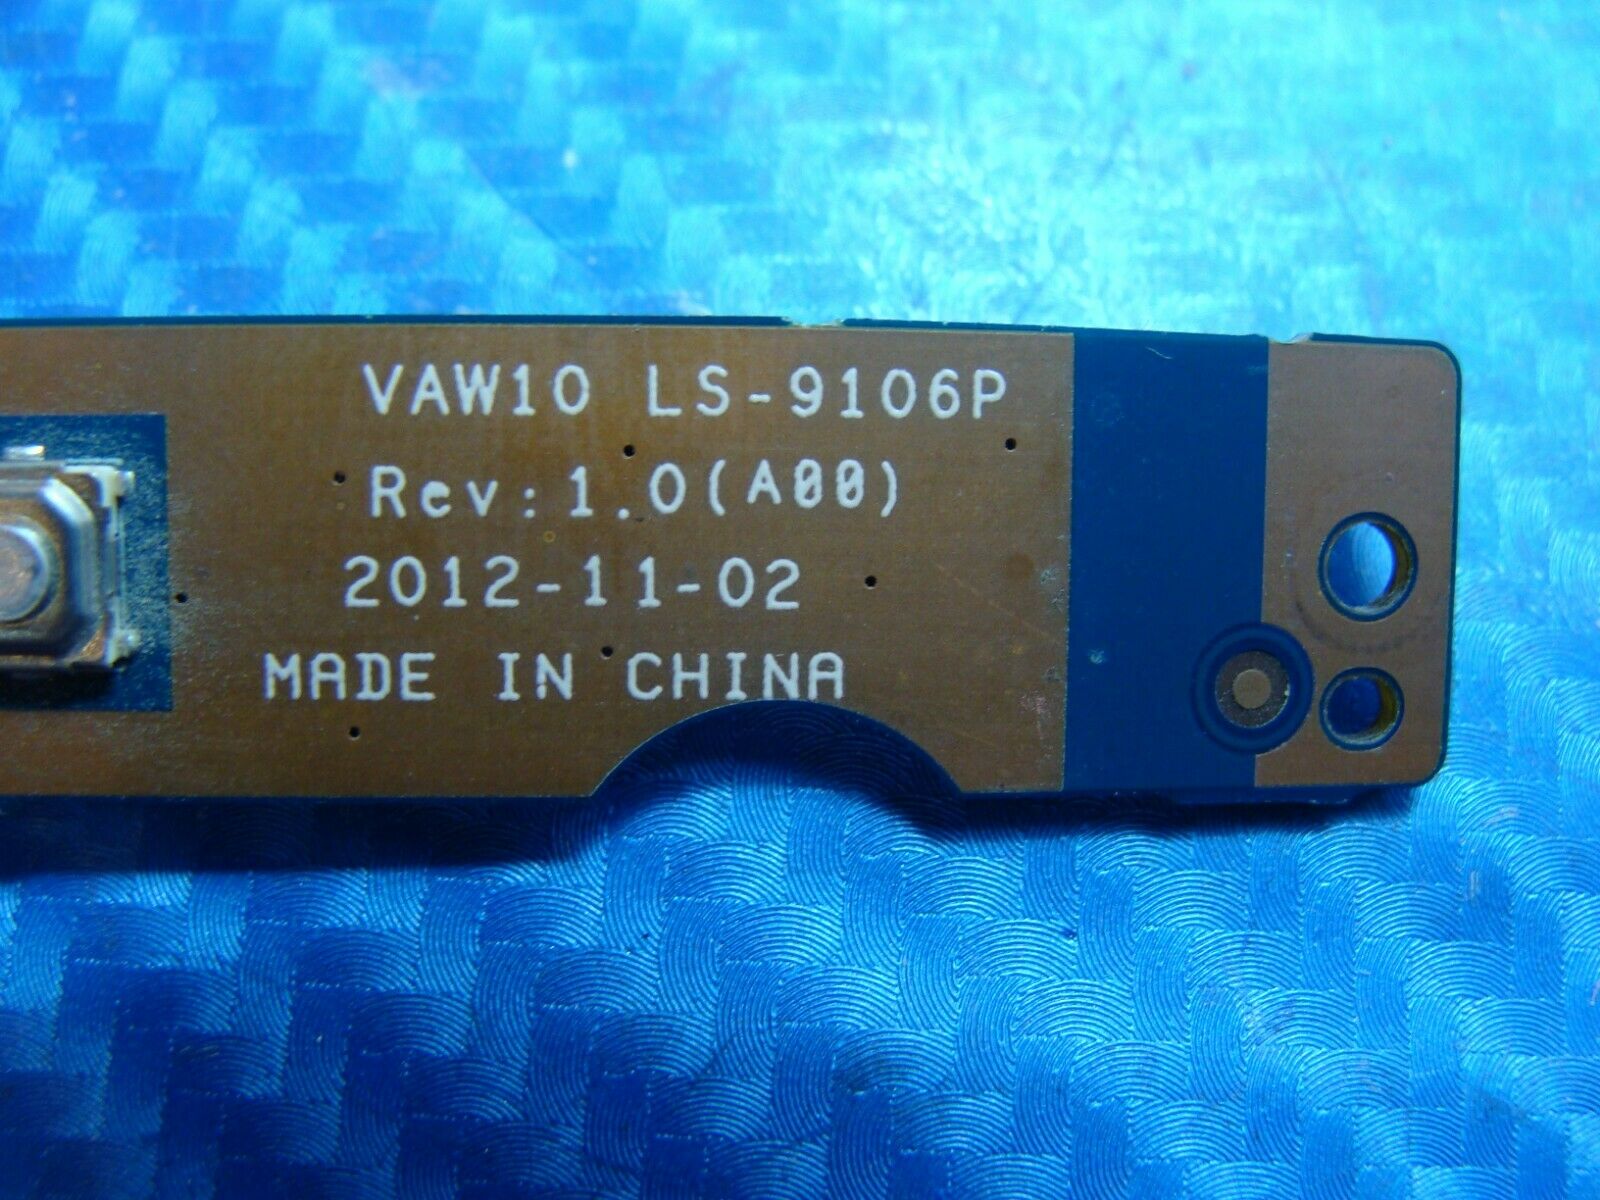 VAW10 LS-9106P
Rev:1.0(A00)
2012-11-02
MADE IN CHINA